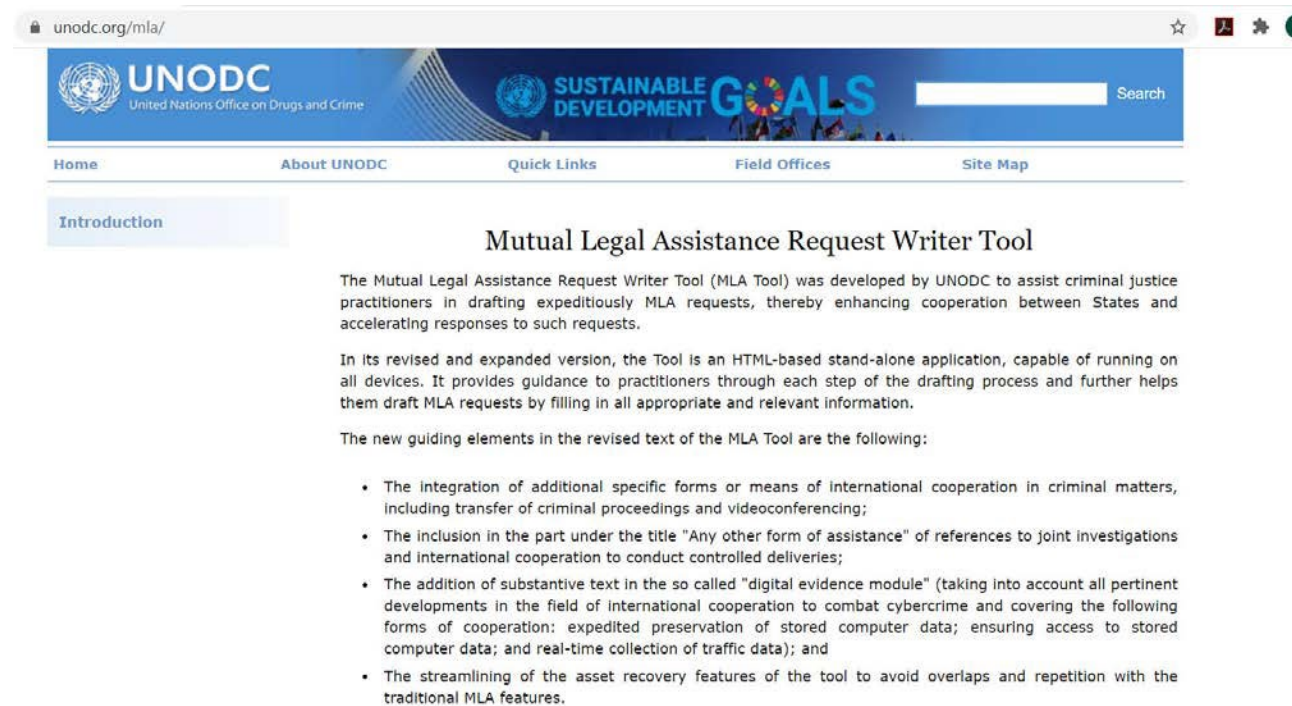 unodc.org/mla/
UNODC
United Nations Office on Drugs and Crime
SUSTAINABLE
DEVELOPMENT GOALS
Search
Home About UNODC Quick Links Field Offices Site Map
Introduction
Mutual Legal Assistance Request Writer Tool
The Mutual Legal Assistance Request Writer Tool (MLA Tool) was developed by UNODC to assist criminal justice
practitioners in drafting expeditiously MLA requests, thereby enhancing cooperation between States and
accelerating responses to such requests.
In its revised and expanded version, the Tool is an HTML-based stand-alone application, capable of running on
all devices. It provides guidance to practitioners through each step of the drafting process and further helps
them draft MLA requests by filling in all appropriate and relevant information.
The new guiding elements in the revised text of the MLA Tool are the following:
• The integration of additional specific forms or means of international cooperation in criminal matters,
including transfer of criminal proceedings and videoconferencing;
• The inclusion in the part under the title "Any other form of assistance" of references to joint investigations
and international cooperation to conduct controlled deliveries;
• The addition of substantive text in the so called "digital evidence module" (taking into account all pertinent
developments in the field of international cooperation to combat cybercrime and covering the following
forms of cooperation: expedited preservation of stored computer data; ensuring access to stored
computer data; and real-time collection of traffic data); and
• The streamlining of the asset recovery features of the tool to avoid overlaps and repetition with the
traditional MLA features.